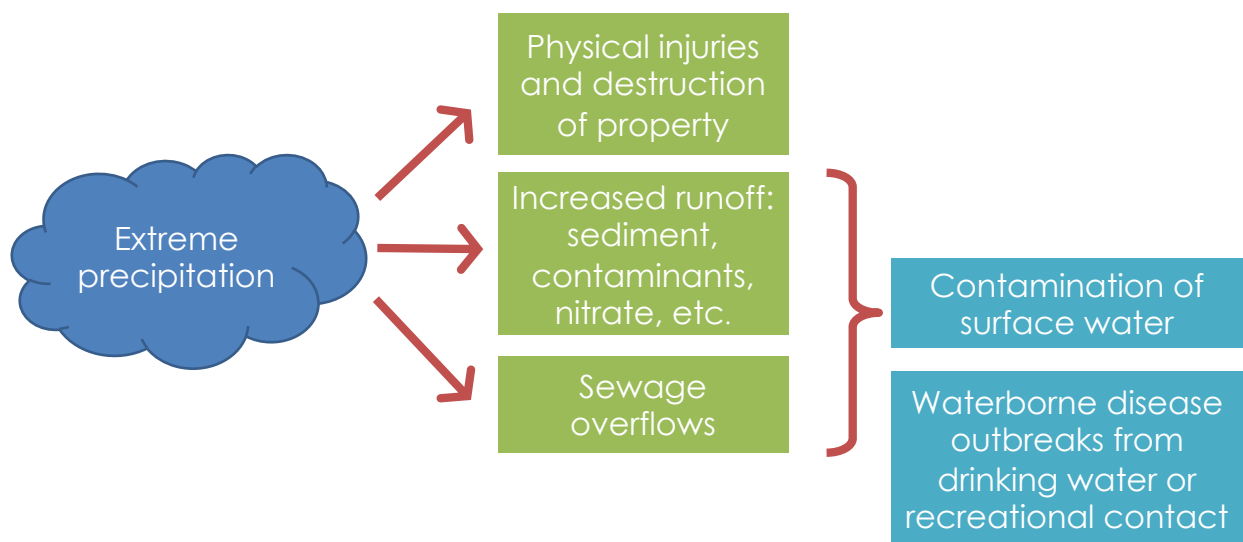 Extreme
precipitation
Physical injuries
and destruction
of property
Increased runoff:
sediment,
contaminants,
nitrate, etc.
Sewage
overflows
Contamination of
surface water
Waterborne disease
outbreaks from
drinking water or
recreational contact